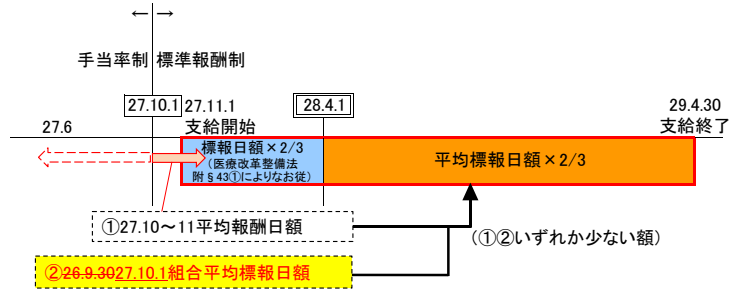 ←｜→
手当率制 標準報酬制
27.10.1
27.11.1
支給開始
28.4.1
29.4.30
支給終了
27.6
標報日額×2/3
(医療改革整備法
附§43①によりなお従)
平均標報日額×2/3
①27.10～11平均報酬日額
(①②いずれか少ない額)
②26.9.3027.10.1組合平均標報日額